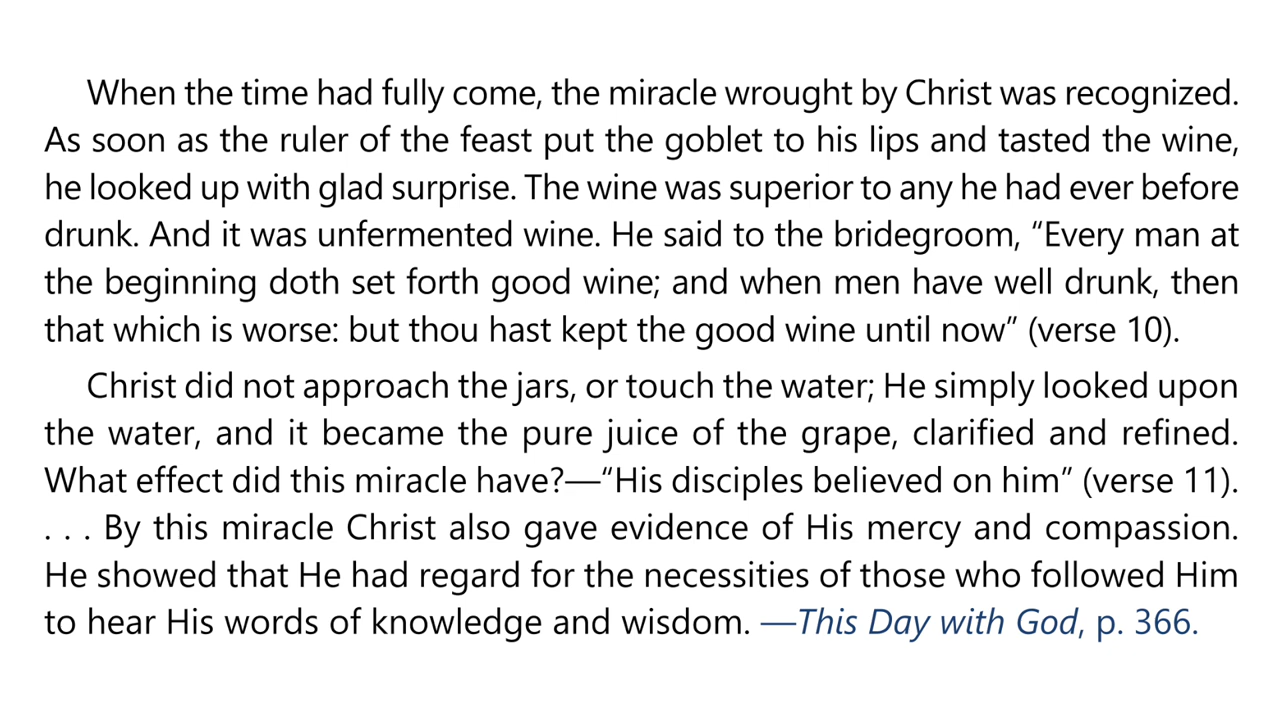 When the time had fully come, the miracle wrought by Christ was recognized.
As soon as the ruler of the feast put the goblet to his lips and tasted the wine,
he looked up with glad surprise. The wine was superior to any he had ever before
drunk. And it was unfermented wine. He said to the bridegroom, “Every man at
the beginning doth set forth good wine; and when men have well drunk, then
that which is worse: but thou hast kept the good wine until now” (verse 10).
Christ did not approach the jars, or touch the water; He simply looked upon
the water, and it became the pure juice of the grape, clarified and refined.
What effect did this miracle have?—“His disciples believed on him” (verse 11).
. . . By this miracle Christ also gave evidence of His mercy and compassion.
He showed that He had regard for the necessities of those who followed Him
to hear His words of knowledge and wisdom. —This Day with God, p. 366.